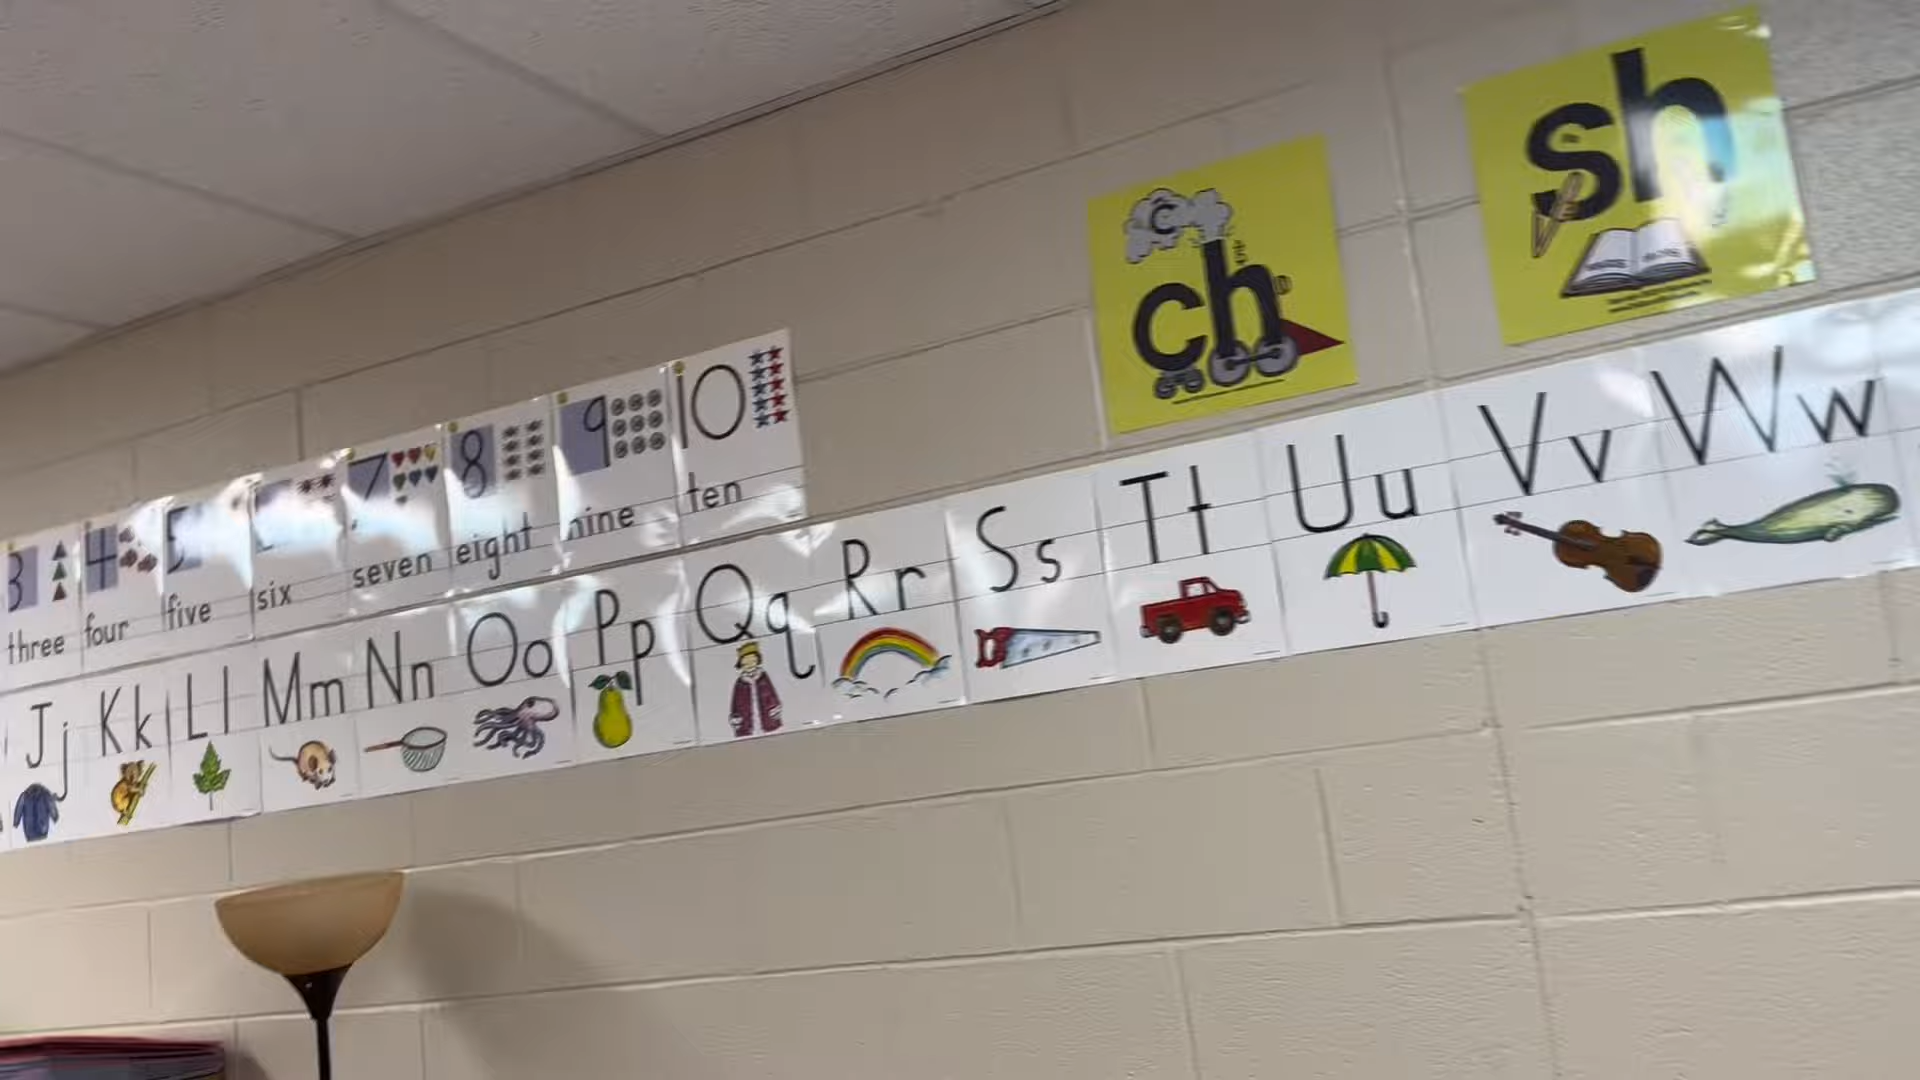 sh
c
ch
3 4 5 7 8 9 10
three four five six seven eight nine ten
Jj Kk Ll Mm Nn Oo Pp Qq Rr Ss Tt Uu Vv Ww